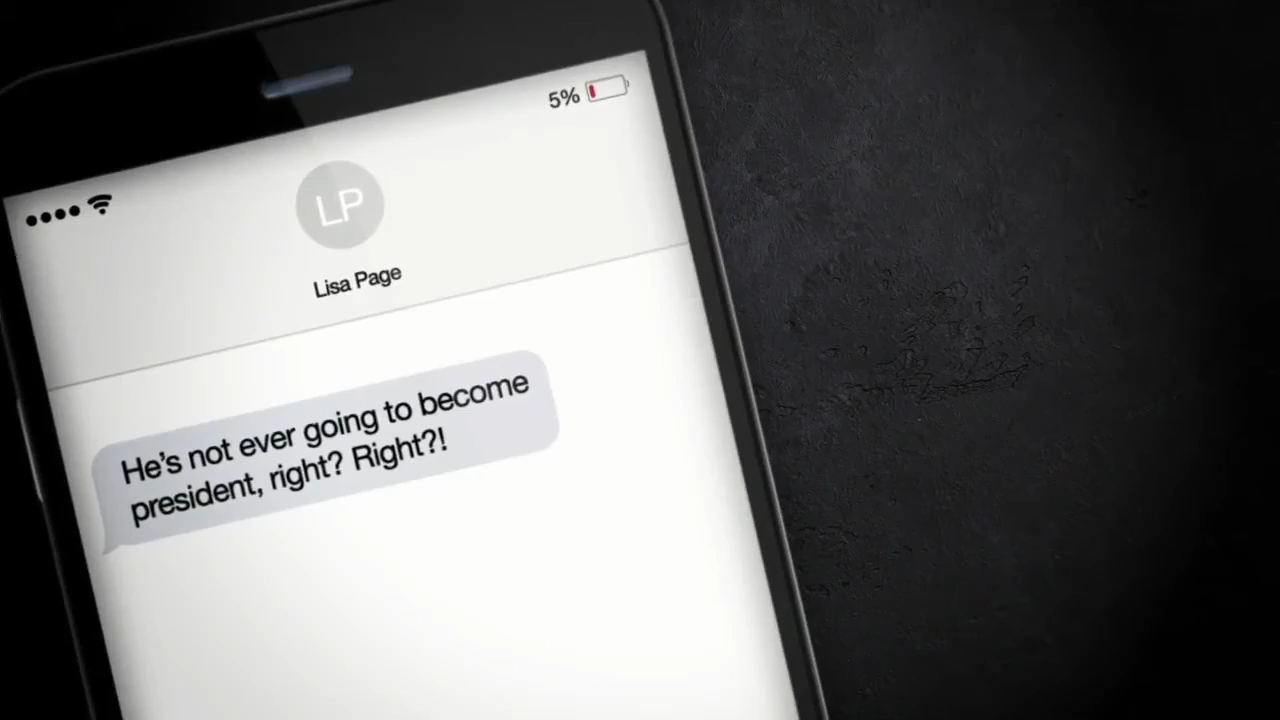 5%
LP
Lisa Page
He's not ever going to become
president, right? Right?!